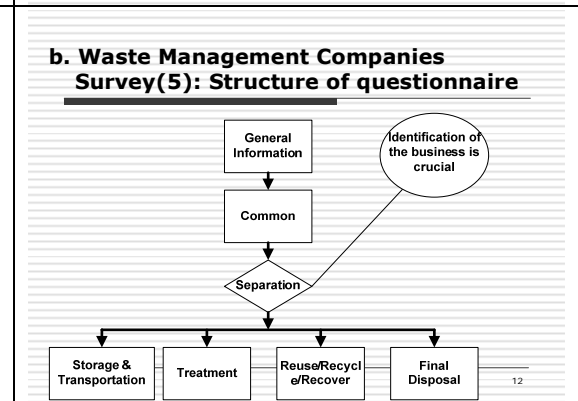 b. Waste Management Companies
Survey(5): Structure of questionnaire
General
Information
Identification of
the business is
crucial
Common
Separation
Storage &
Transportation
Treatment
Reuse/Recycl
e/Recover
Final
Disposal
12